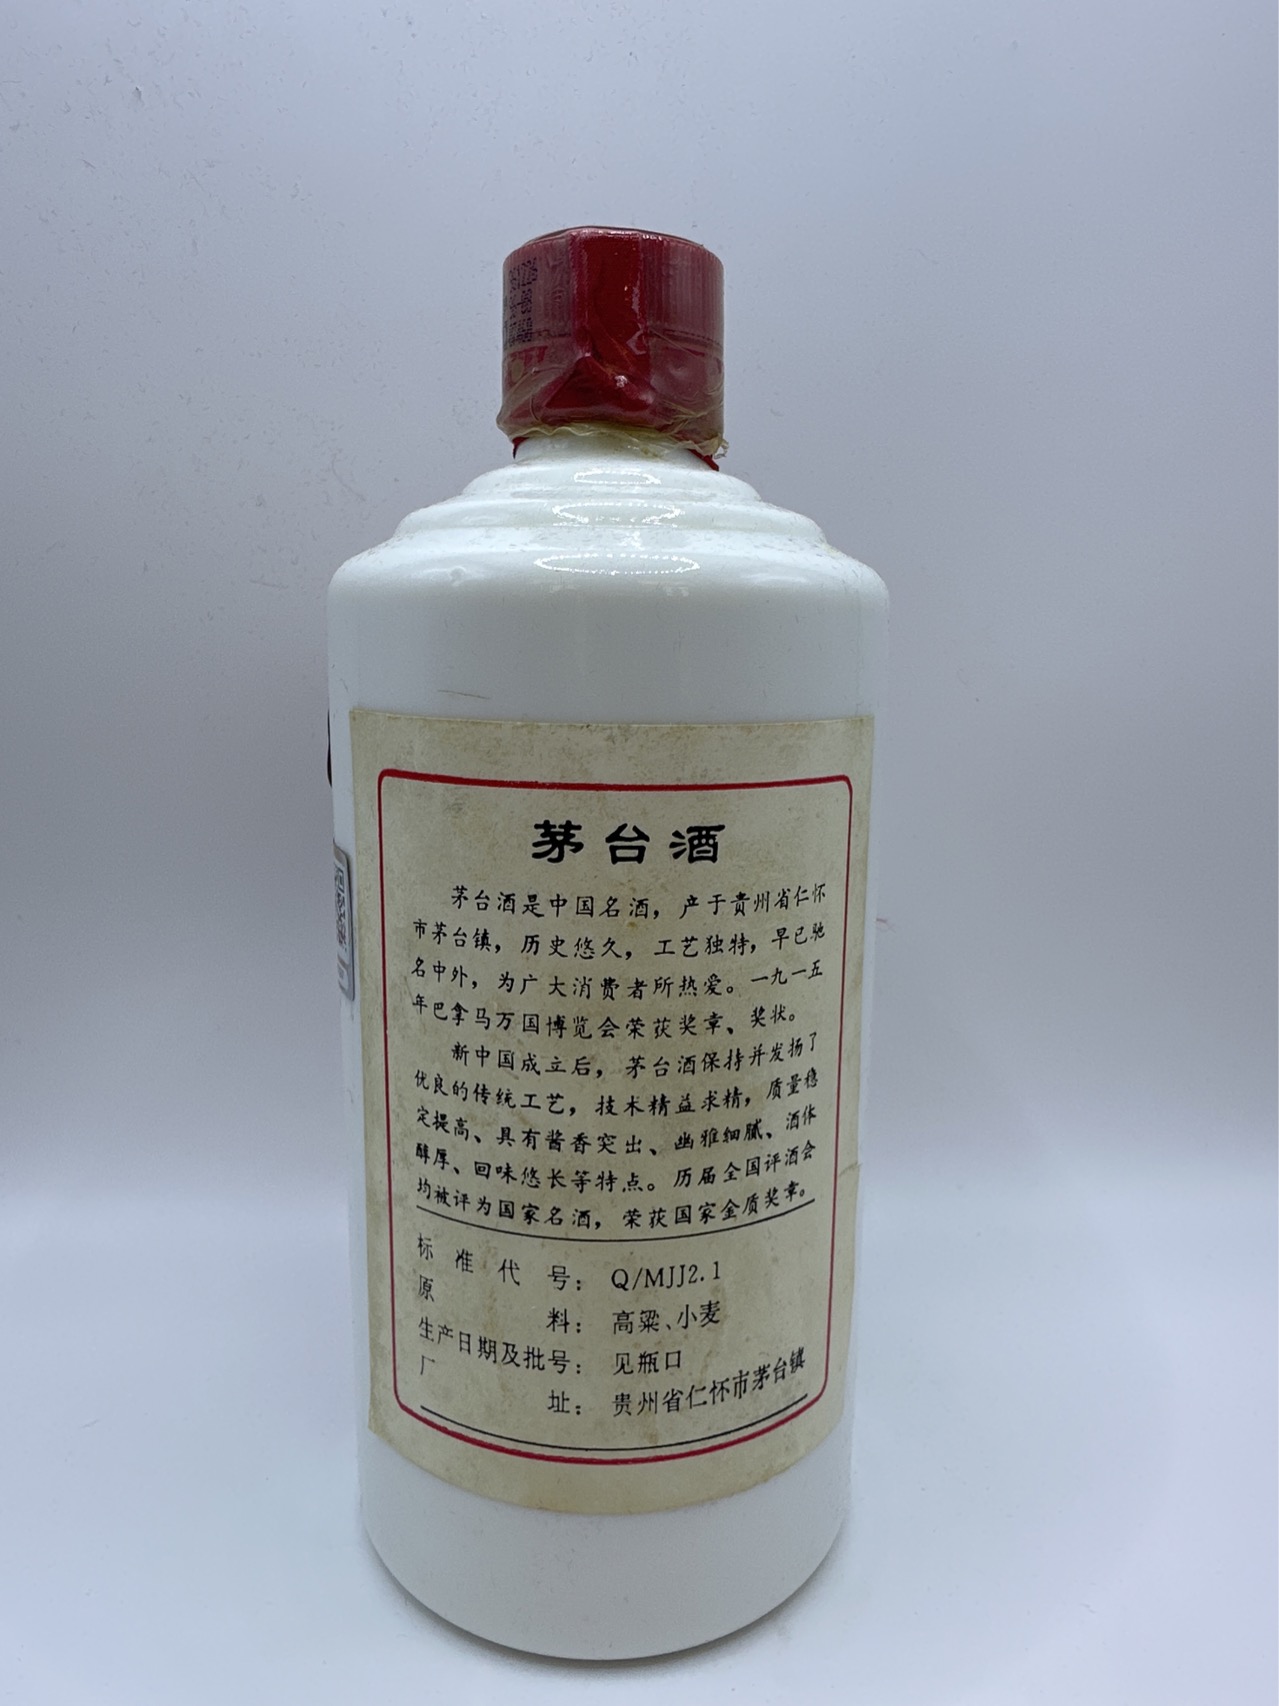 茅台酒
茅台酒是中国名酒，产于贵州省仁怀
市茅台镇，历史悠久，工艺独特，早已驰
名中外，为广大消费者所热爱。一九一五
年巴拿马万国博览会荣获奖章、奖状。
新中国成立后，茅台酒保持并发扬了
优良的传统工艺，技术精益求精，质量稳
定提高、具有酱香突出、幽雅细腻、酒体
醇厚、回味悠长等特点。历届全国评酒会
均被评为国家名酒，荣获国家金质奖章。
标准代号：Q/MJJ2.1
原料：高粱、小麦
生产日期及批号：见瓶口
厂址：贵州省仁怀市茅台镇